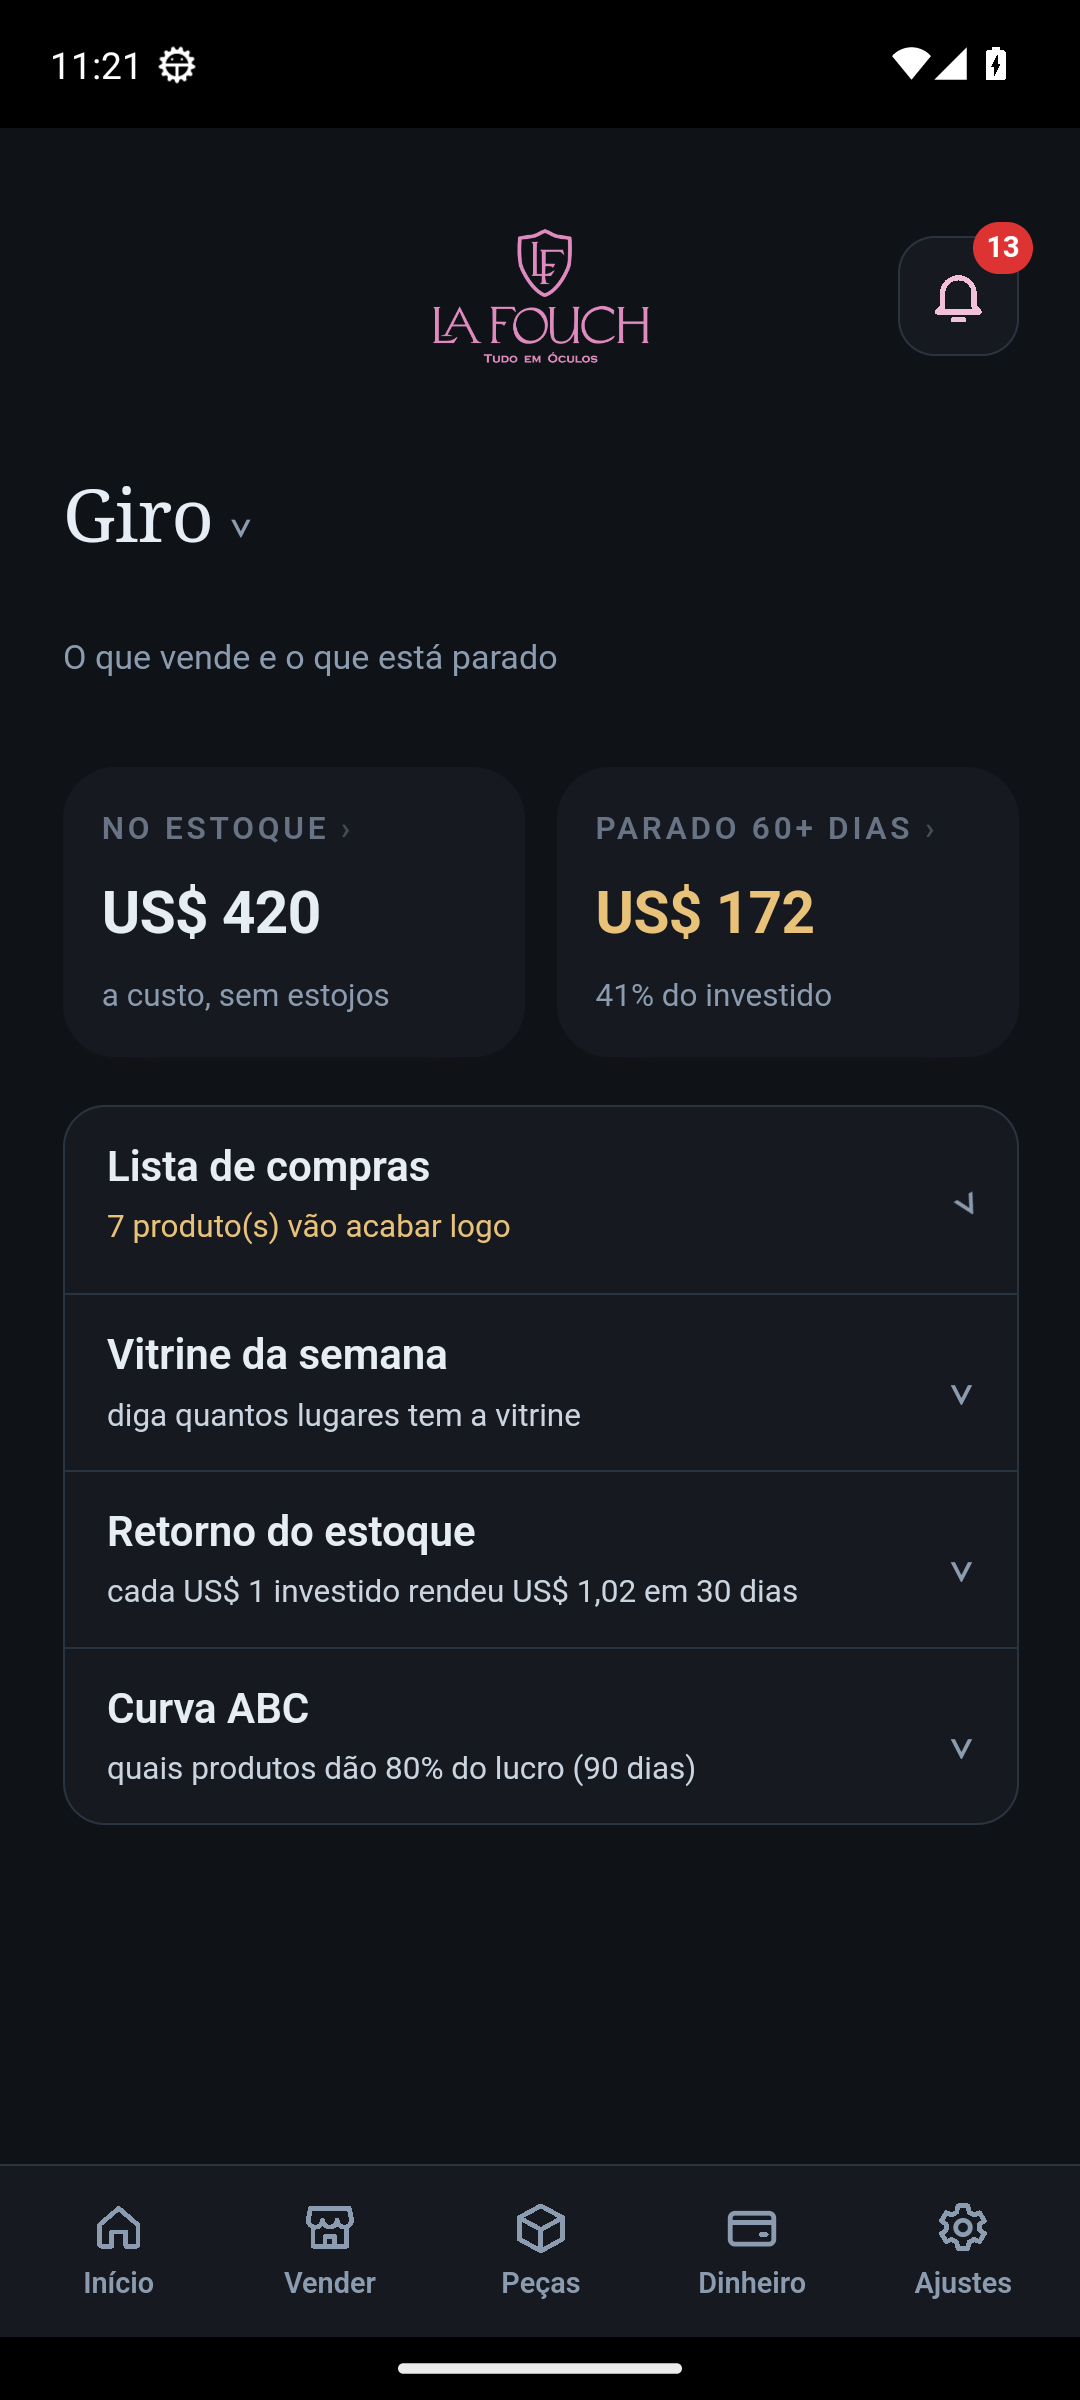 11:21
LF
LA FOUCH
TUDO EM ÓCULOS
13
Giro
O que vende e o que está parado
NO ESTOQUE ›
US$ 420
a custo, sem estojos
PARADO 60+ DIAS ›
US$ 172
41% do investido
Lista de compras
7 produto(s) vão acabar logo
Vitrine da semana
diga quantos lugares tem a vitrine
Retorno do estoque
cada US$ 1 investido rendeu US$ 1,02 em 30 dias
Curva ABC
quais produtos dão 80% do lucro (90 dias)
Início
Vender
Peças
Dinheiro
Ajustes